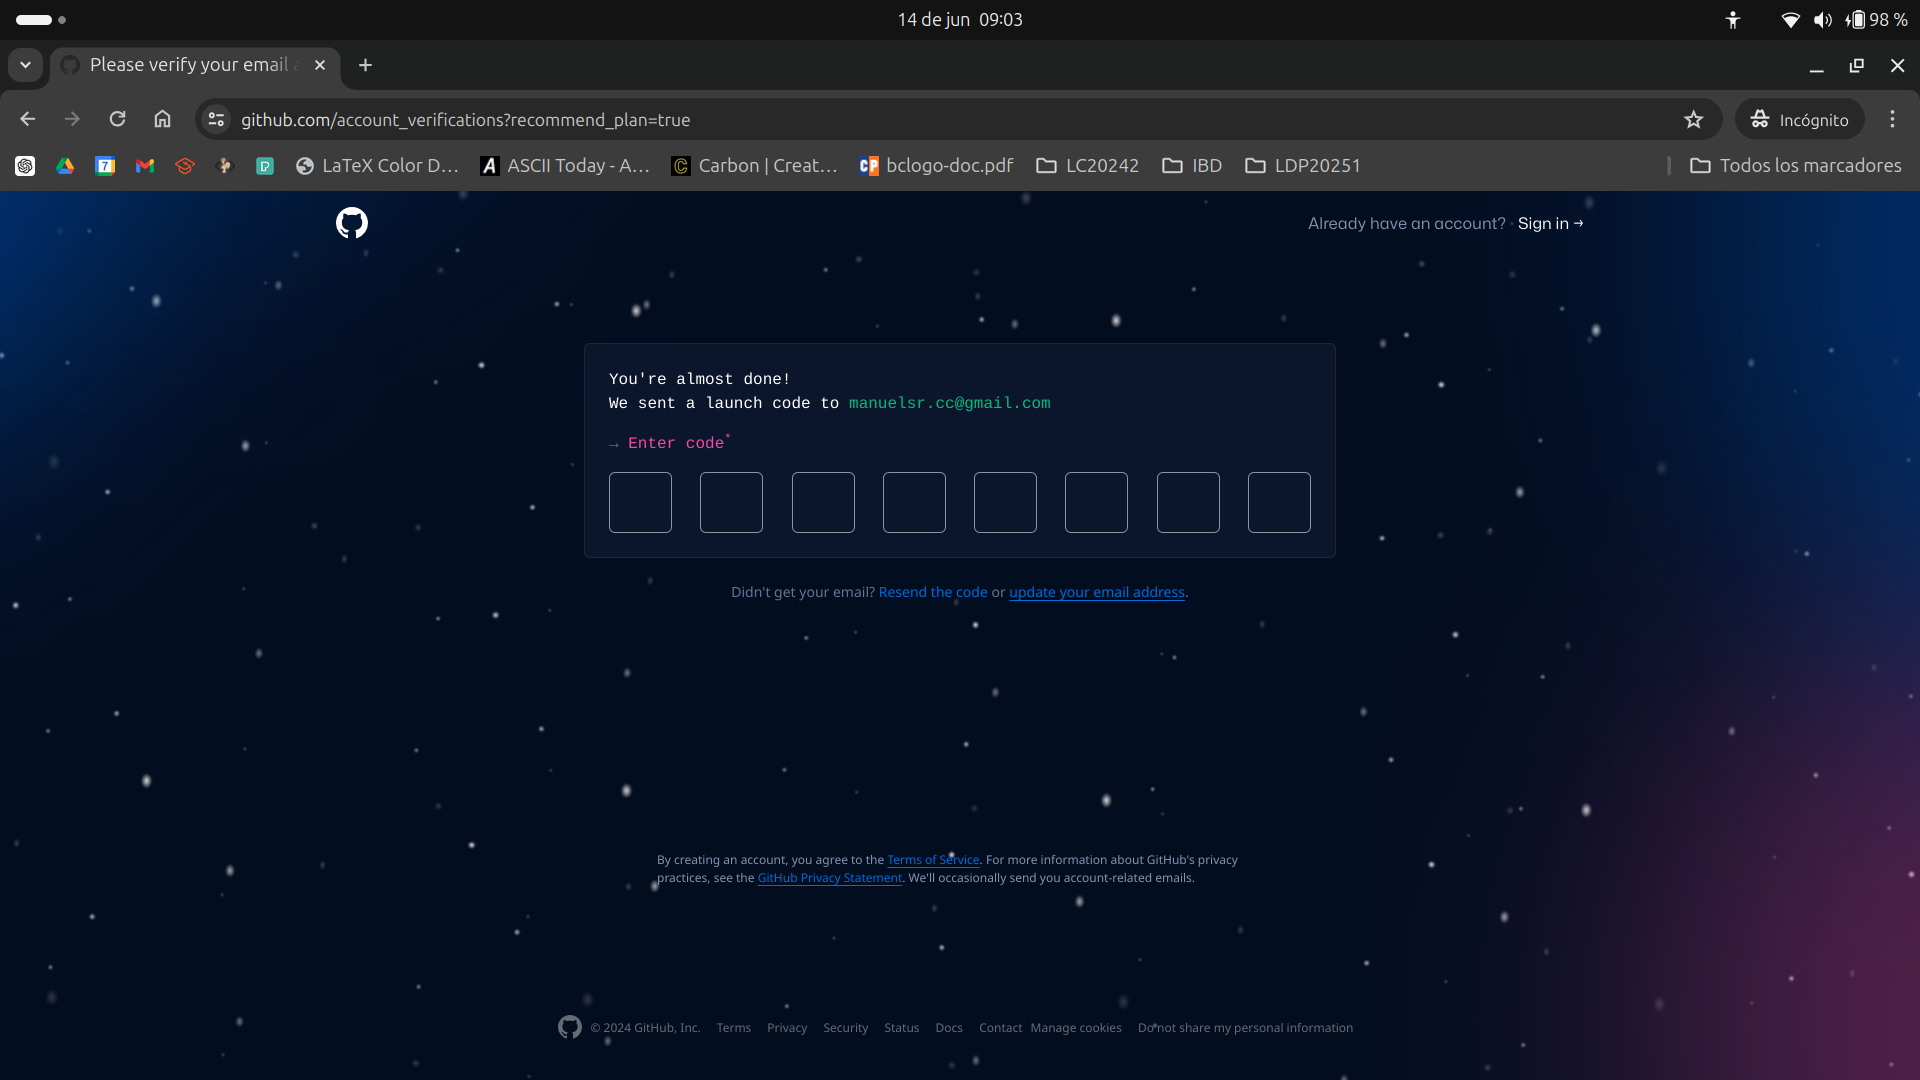 14 de jun 09:03
98 %
Please verify your email a
github.com/account_verifications?recommend_plan=true
Incógnito
7
LaTeX Color D...
ASCII Today - A...
Carbon | Creat...
bclogo-doc.pdf
LC20242
IBD
LDP20251
Todos los marcadores
Already have an account? Sign in →
You're almost done!
We sent a launch code to manuelsr.cc@gmail.com
→ Enter code*
Didn't get your email? Resend the code or update your email address.
By creating an account, you agree to the Terms of Service. For more information about GitHub's privacy
practices, see the GitHub Privacy Statement. We'll occasionally send you account-related emails.
© 2024 GitHub, Inc. Terms Privacy Security Status Docs Contact Manage cookies Do not share my personal information